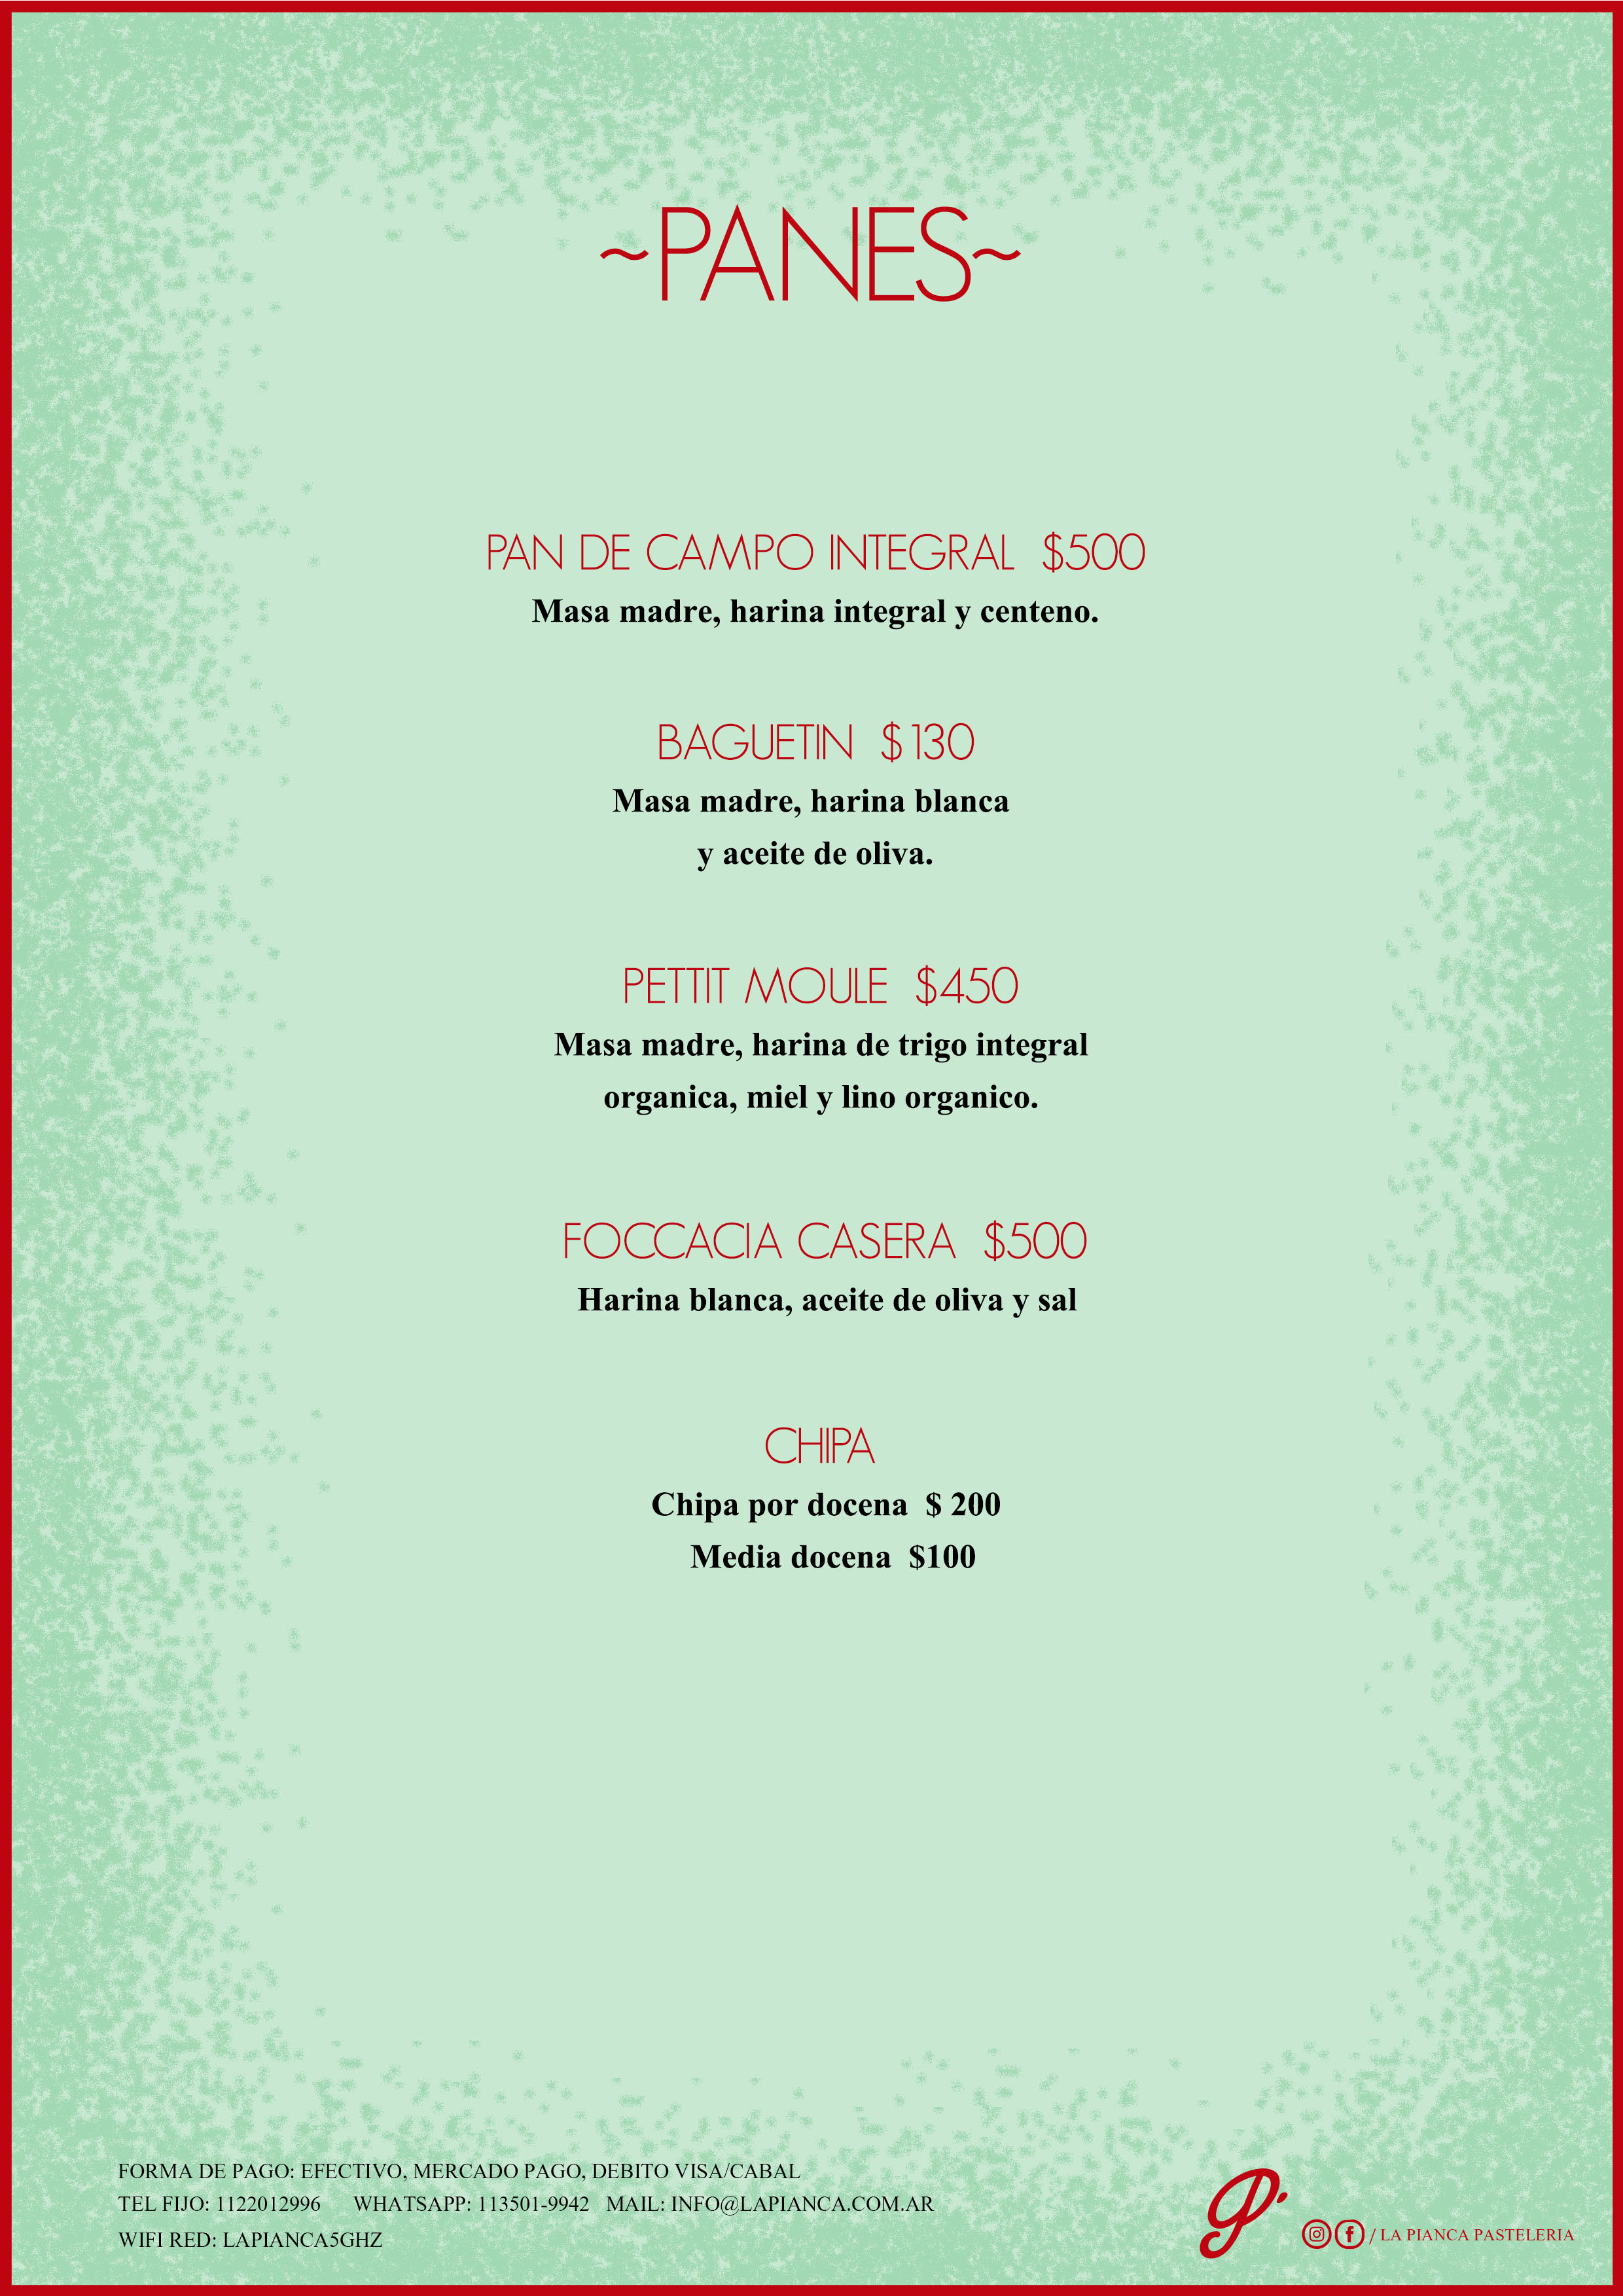 ~PANES~
PAN DE CAMPO INTEGRAL $500
Masa madre, harina integral y centeno.
BAGUETIN $130
Masa madre, harina blanca
y aceite de oliva.
PETTIT MOULE $450
Masa madre, harina de trigo integral
organica, miel y lino organico.
FOCCACIA CASERA $500
Harina blanca, aceite de oliva y sal
CHIPA
Chipa por docena $ 200
Media docena $100
FORMA DE PAGO: EFECTIVO, MERCADO PAGO, DEBITO VISA/CABAL
TEL FIJO: 1122012996 WHATSAPP: 113501-9942 MAIL: INFO@LAPIANCA.COM.AR
WIFI RED: LAPIANCA5GHZ
P.
/ LA PIANCA PASTELERIA